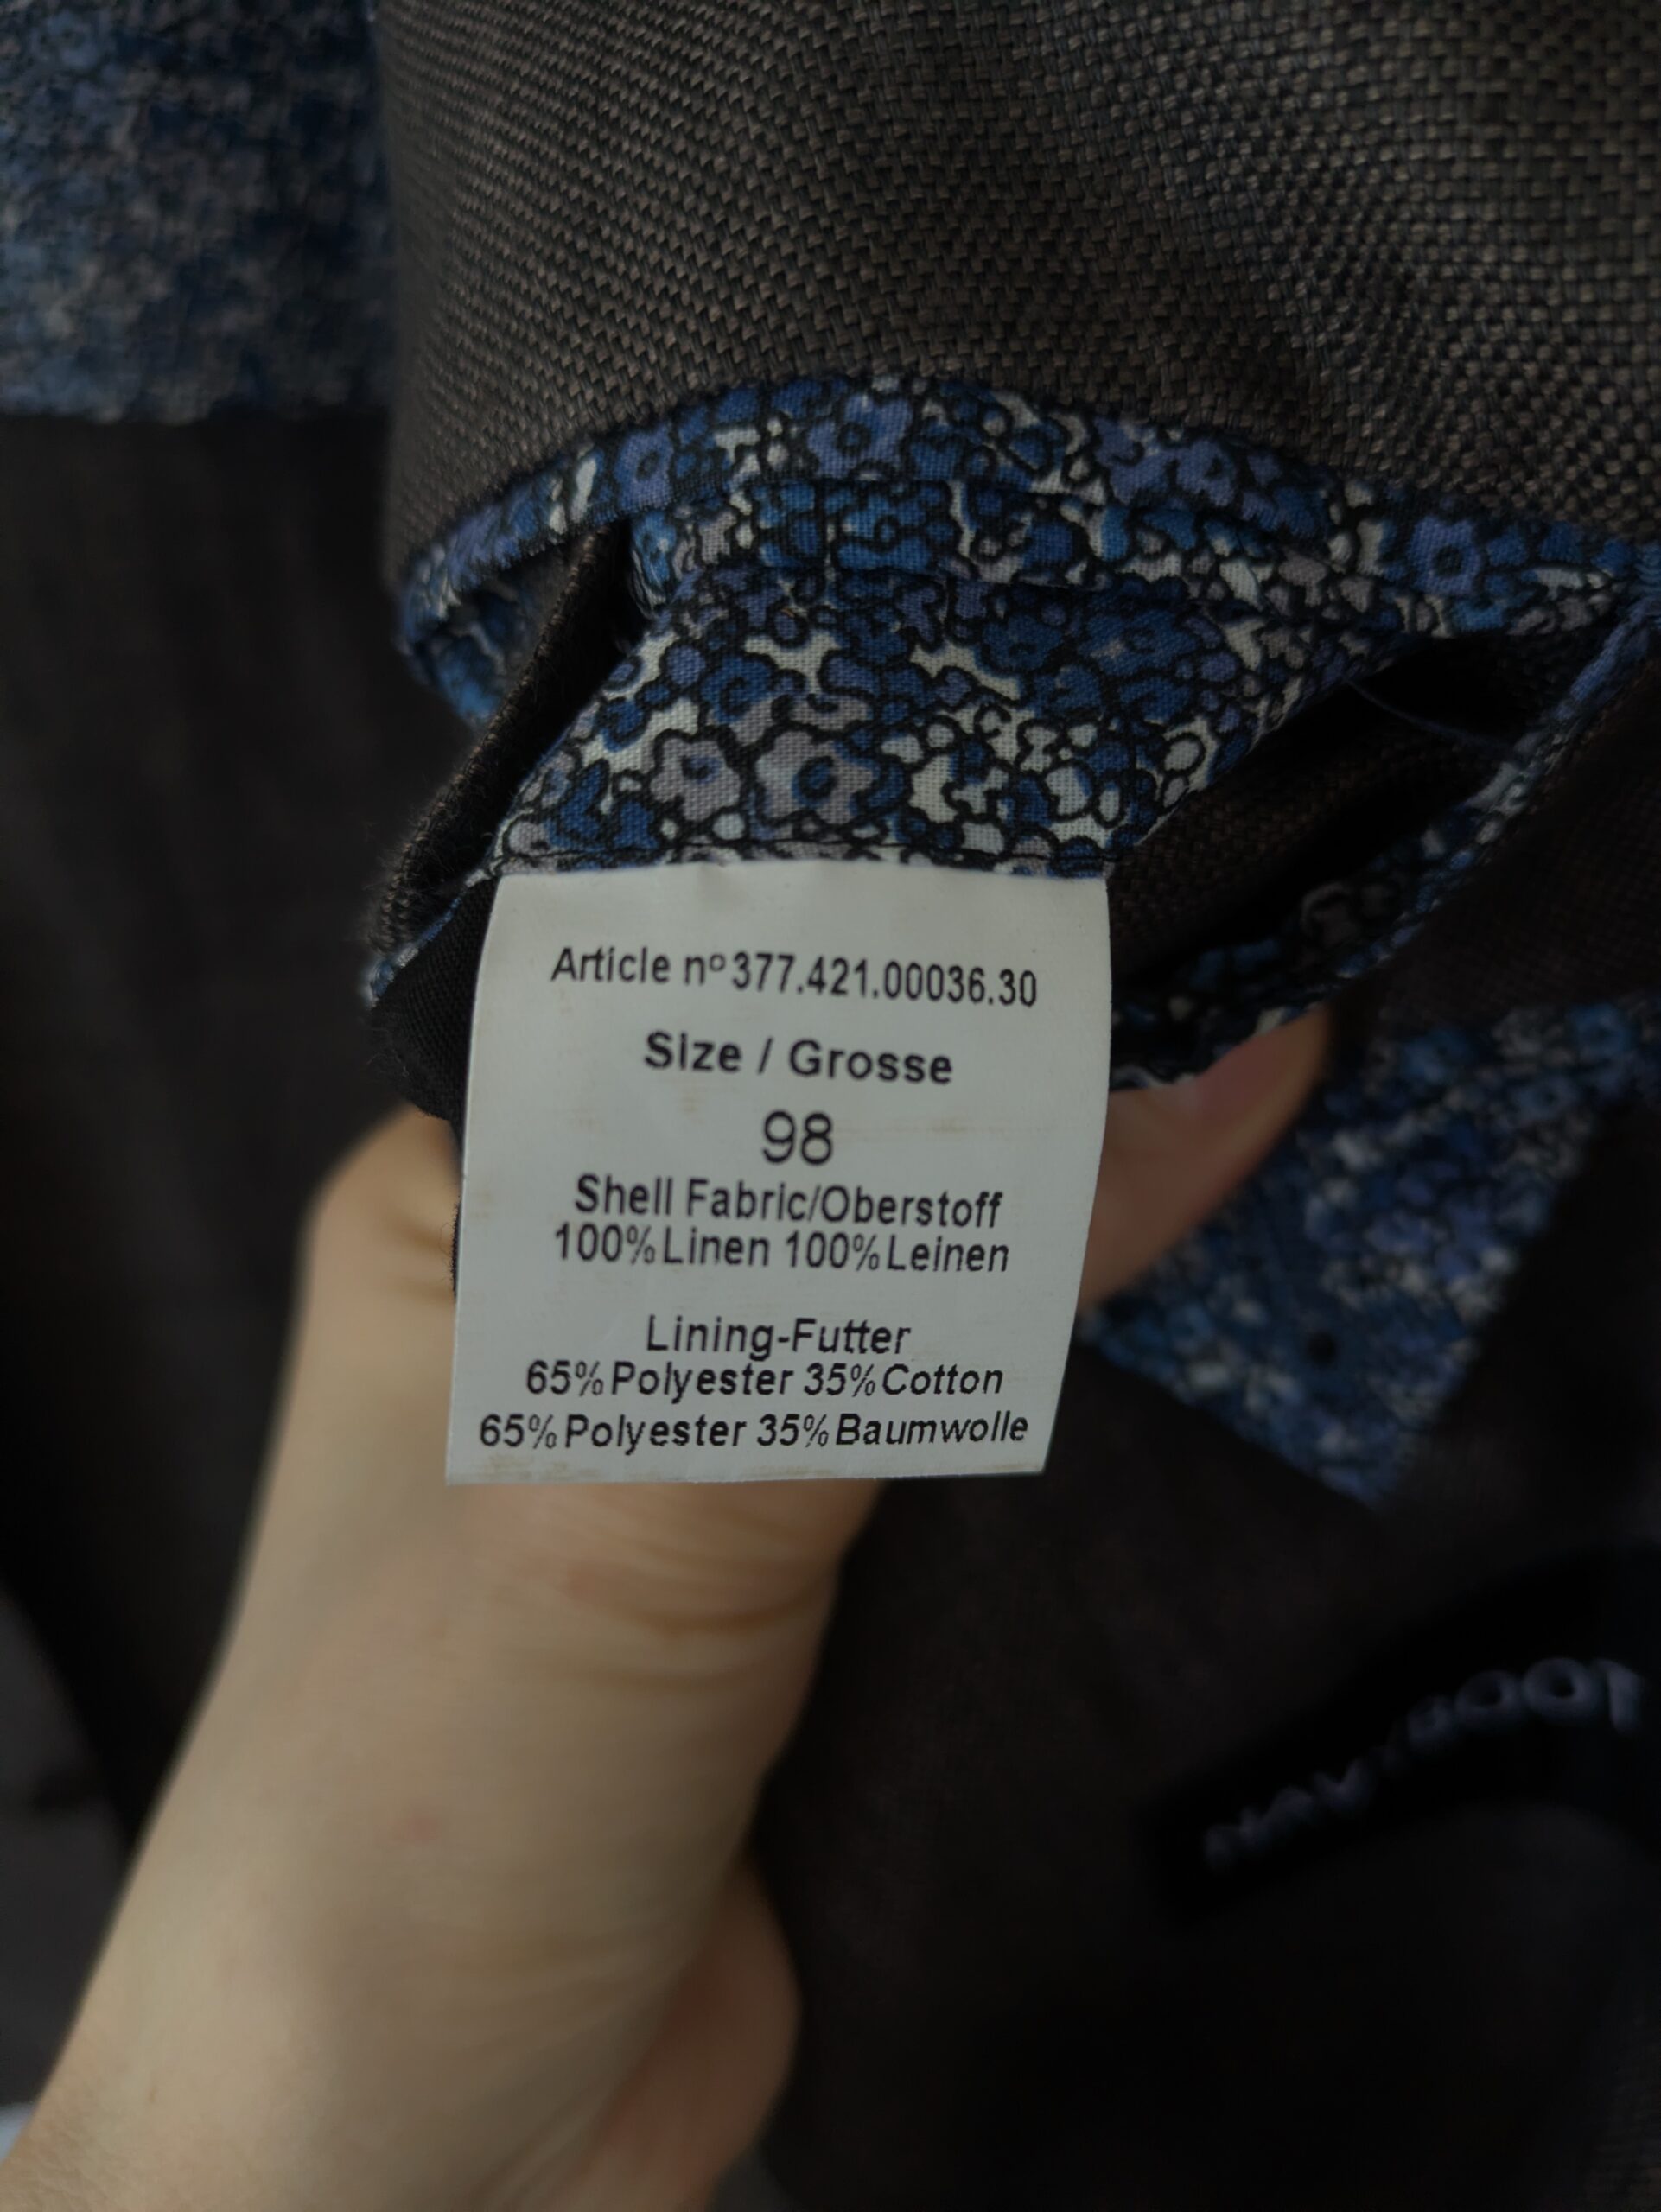 Article nº 377.421.00036.30
Size / Grosse
98
Shell Fabric/Oberstoff
100% Linen 100% Leinen
Lining-Futter
65% Polyester 35% Cotton
65% Polyester 35% Baumwolle